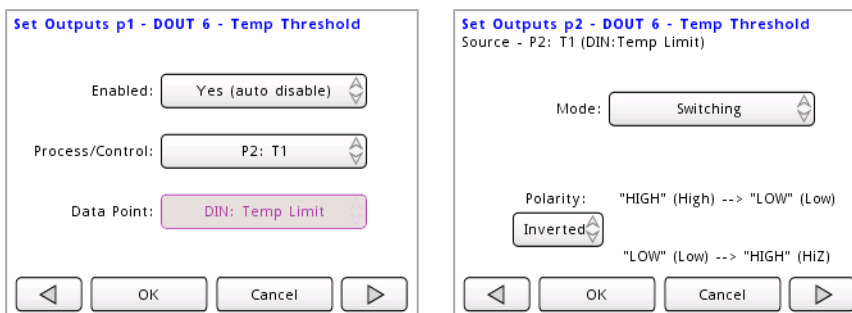 Set Outputs p1 - DOUT 6 - Temp Threshold
Enabled: Yes (auto disable)
Process/Control: P2: T1
Data Point: DIN: Temp Limit
OK Cancel
Set Outputs p2 - DOUT 6 - Temp Threshold
Source - P2: T1 (DIN:Temp Limit)
Mode: Switching
Polarity: "HIGH" (High) --> "LOW" (Low)
Inverted
"LOW" (Low) --> "HIGH" (HiZ)
OK Cancel